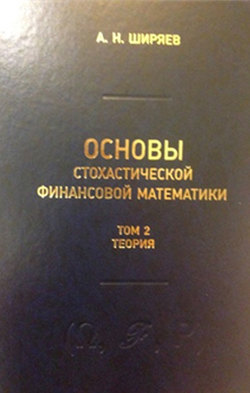 А. Н. ШИРЯЕВ
ОСНОВЫ
СТОХАСТИЧЕСКОЙ
ФИНАНСОВОЙ МАТЕМАТИКИ
ТОМ 2
ТЕОРИЯ
(Ω, ℱ, P)